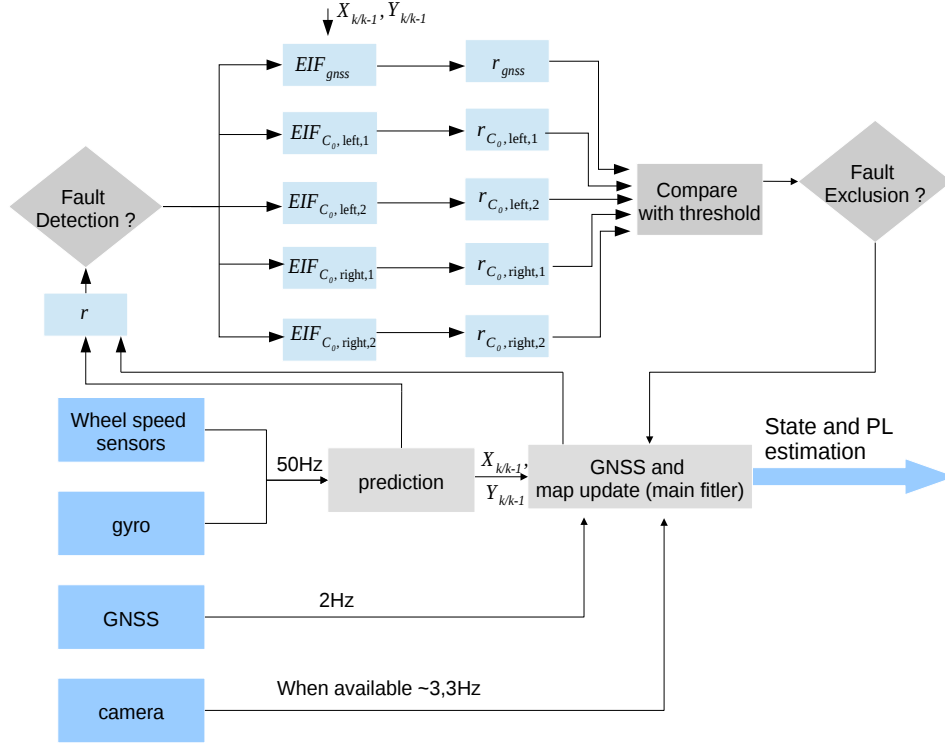 X k/k-1, Y k/k-1
EIF gnss
r gnss
EIF C₀, left,1
r C₀, left,1
Fault
Detection ?
EIF C₀, left,2
r C₀, left,2
Compare
with threshold
Fault
Exclusion ?
EIF C₀, right,1
r C₀, right,1
r
EIF C₀, right,2
r C₀, right,2
Wheel speed
sensors
50Hz
prediction
X k/k-1,
Y k/k-1
GNSS and
map update (main fitler)
State and PL
estimation
gyro
GNSS
2Hz
camera
When available ~3,3Hz